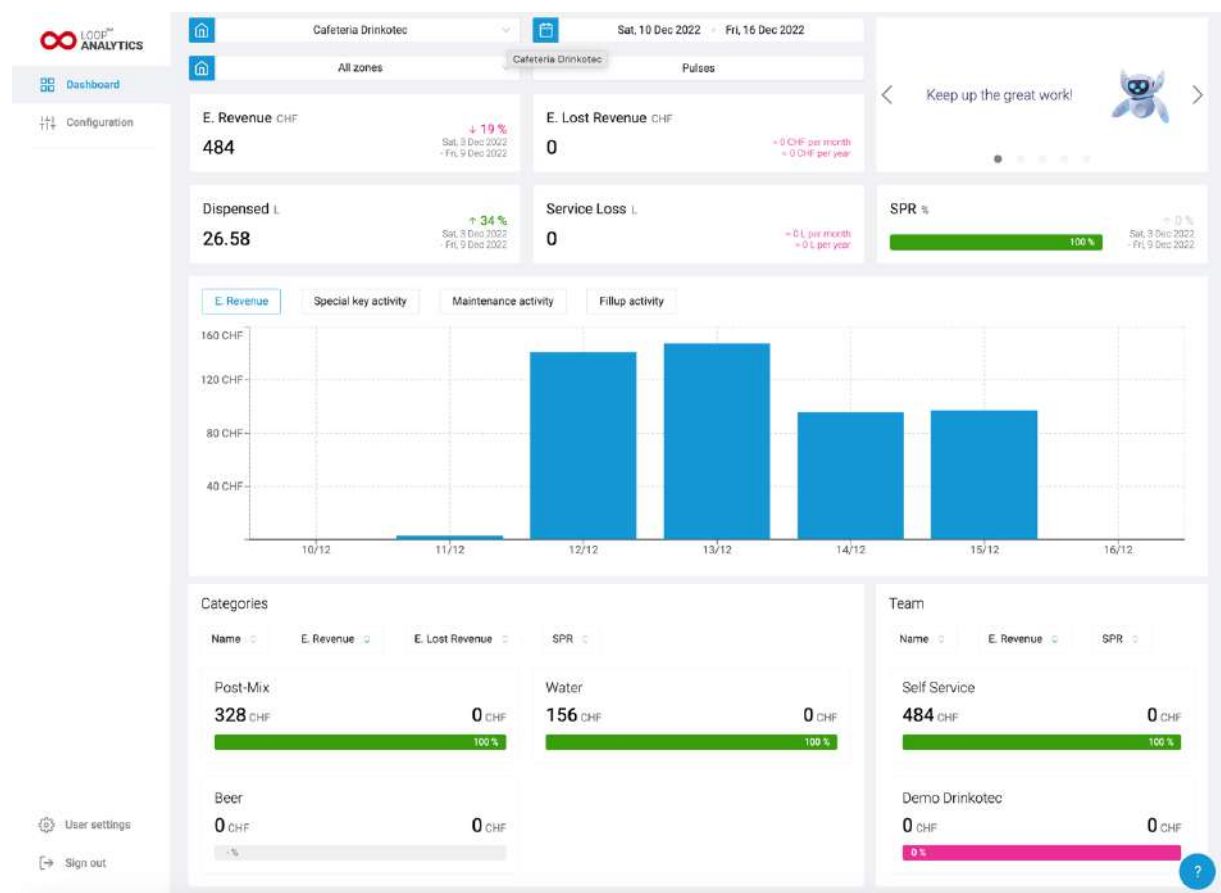 LOOP
ANALYTICS
Dashboard
Configuration
User settings
Sign out
Cafeteria Drinkotec
Sat, 10 Dec 2022 - Fri, 16 Dec 2022
Cafeteria Drinkotec
All zones
Pulses
Keep up the great work!
E. Revenue CHF
484
↓ 19 %
Sat, 3 Dec 2022
- Fri, 9 Dec 2022
E. Lost Revenue CHF
0
≈ 0 CHF per month
≈ 0 CHF per year
Dispensed L
26.58
↑ 34 %
Sat, 3 Dec 2022
- Fri, 9 Dec 2022
Service Loss L
0
≈ 0 L per month
≈ 0 L per year
SPR %
100 %
↑ 0 %
Sat, 3 Dec 2022
- Fri, 9 Dec 2022
E. Revenue
Special key activity
Maintenance activity
Fillup activity
160 CHF
120 CHF
80 CHF
40 CHF
10/12
11/12
12/12
13/12
14/12
15/12
16/12
Categories
Name
E. Revenue
E. Lost Revenue
SPR
Post-Mix
328 CHF
0 CHF
100 %
Water
156 CHF
0 CHF
100 %
Beer
0 CHF
0 CHF
- %
Team
Name
E. Revenue
SPR
Self Service
484 CHF
0 CHF
100 %
Demo Drinkotec
0 CHF
0 CHF
0 %
?